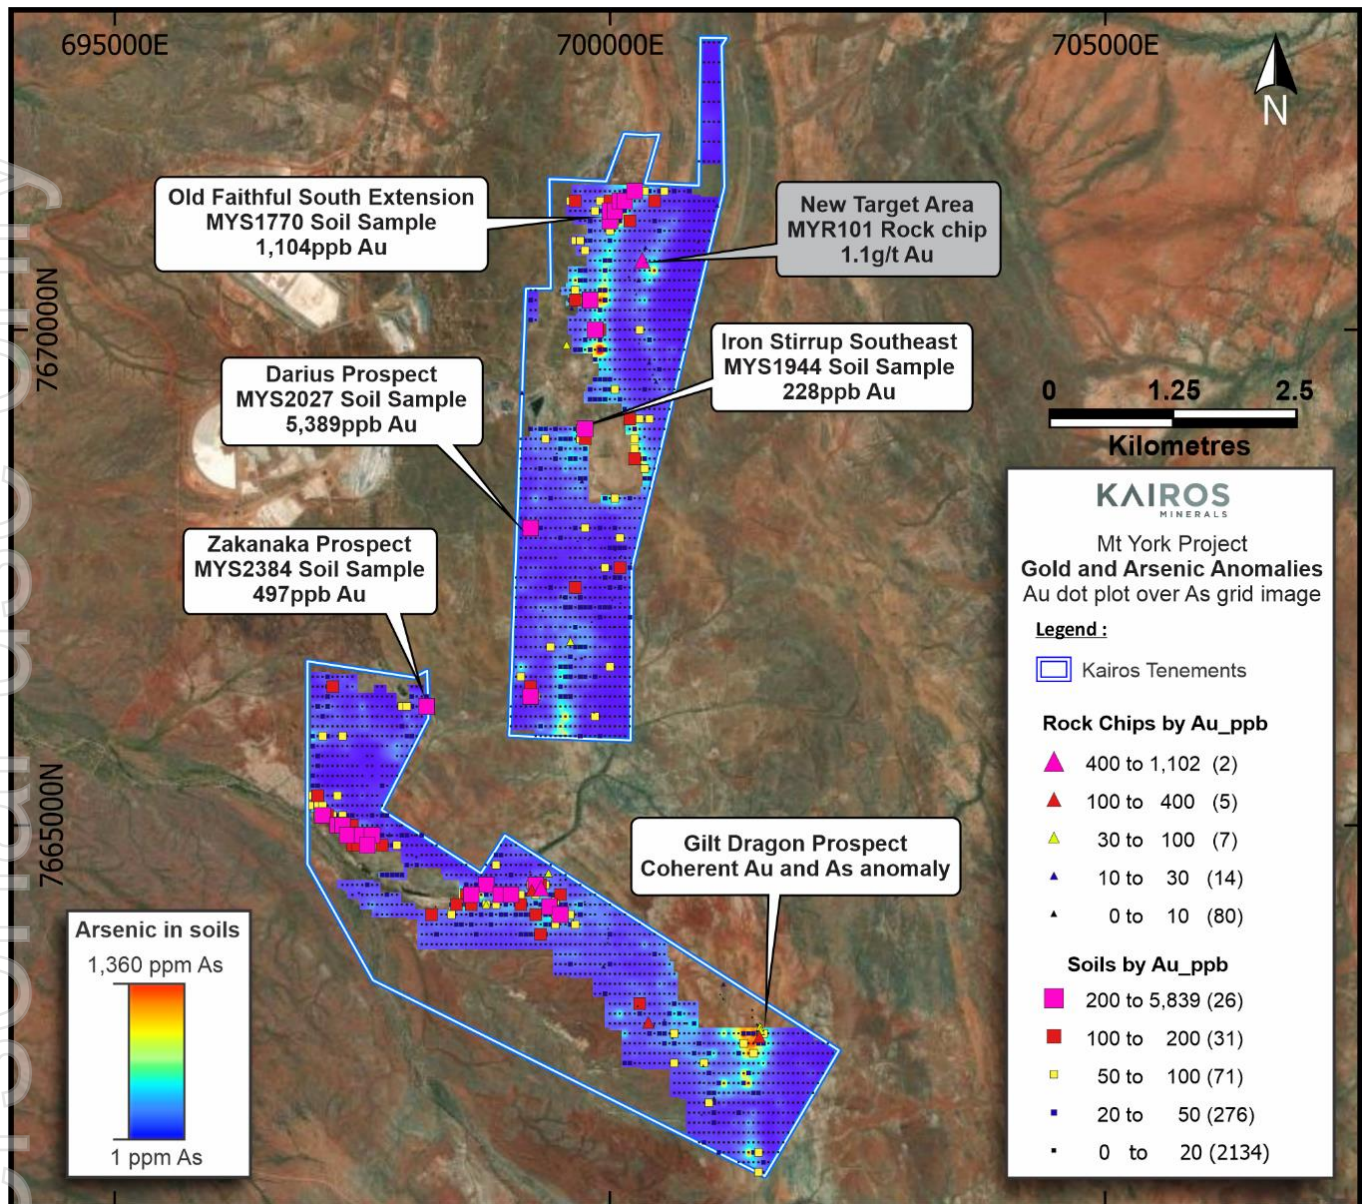 695000E
700000E
705000E
N
7670000N
7665000N
Old Faithful South Extension
MYS1770 Soil Sample
1,104ppb Au
New Target Area
MYR101 Rock chip
1.1g/t Au
Iron Stirrup Southeast
MYS1944 Soil Sample
228ppb Au
Darius Prospect
MYS2027 Soil Sample
5,389ppb Au
Zakanaka Prospect
MYS2384 Soil Sample
497ppb Au
Gilt Dragon Prospect
Coherent Au and As anomaly
0 1.25 2.5
Kilometres
KAIROS
MINERALS
Mt York Project
Gold and Arsenic Anomalies
Au dot plot over As grid image
Legend :
Kairos Tenements
Rock Chips by Au_ppb
400 to 1,102 (2)
100 to 400 (5)
30 to 100 (7)
10 to 30 (14)
0 to 10 (80)
Soils by Au_ppb
200 to 5,839 (26)
100 to 200 (31)
50 to 100 (71)
20 to 50 (276)
0 to 20 (2134)
Arsenic in soils
1,360 ppm As
1 ppm As